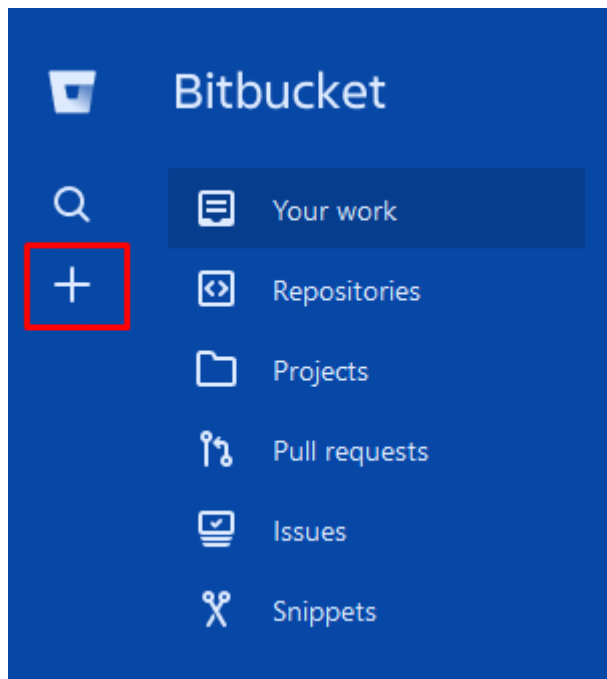 Bitbucket
Your work
Repositories
Projects
Pull requests
Issues
Snippets